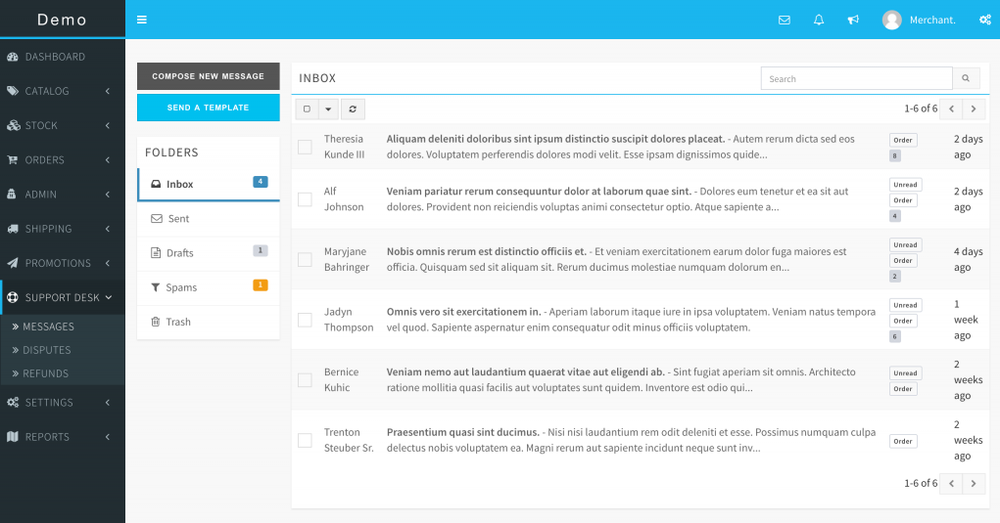 Demo
Merchant.
DASHBOARD
CATALOG
STOCK
ORDERS
ADMIN
SHIPPING
PROMOTIONS
SUPPORT DESK
MESSAGES
DISPUTES
REFUNDS
SETTINGS
REPORTS
COMPOSE NEW MESSAGE
SEND A TEMPLATE
FOLDERS
Inbox 4
Sent
Drafts 1
Spams 1
Trash
INBOX
Search
1-6 of 6
Theresia
Kunde III
Aliquam deleniti doloribus sint ipsum distinctio suscipit dolores placeat. - Autem rerum dicta sed eos
dolores. Voluptatem perferendis dolores modi velit. Esse ipsam dignissimos quide...
Order
8
2 days
ago
Alf
Johnson
Veniam pariatur rerum consequuntur dolor at laborum quae sint. - Dolores eum tenetur et ea sit aut
dolores. Provident non reiciendis voluptas animi consectetur optio. Atque sapiente a...
Unread
Order
4
2 days
ago
Maryjane
Bahringer
Nobis omnis rerum est distinctio officiis et. - Et veniam exercitationem earum dolor fuga maiores est
officia. Quisquam sed sit aliquam sit. Rerum ducimus molestiae numquam dolorum en...
Unread
Order
2
4 days
ago
Jadyn
Thompson
Omnis vero sit exercitationem in. - Aperiam laborum itaque iure in ipsa voluptatem. Veniam natus tempora
vel quod. Sapiente aspernatur enim consequatur odit minus officiis voluptatem.
Unread
Order
6
1
week
ago
Bernice
Kuhic
Veniam nemo aut laudantium quaerat vitae aut eligendi ab. - Sint fugiat aperiam sit omnis. Architecto
ratione mollitia quasi facilis aut voluptates sunt quidem. Inventore est odio qui...
Unread
Order
2
weeks
ago
Trenton
Steuber Sr.
Praesentium quasi sint ducimus. - Nisi nisi laudantium rem odit deleniti et esse. Possimus numquam culpa
delectus nobis voluptatem ea. Magni rerum aut sapiente incidunt neque sunt inv...
Order
2
weeks
ago
1-6 of 6